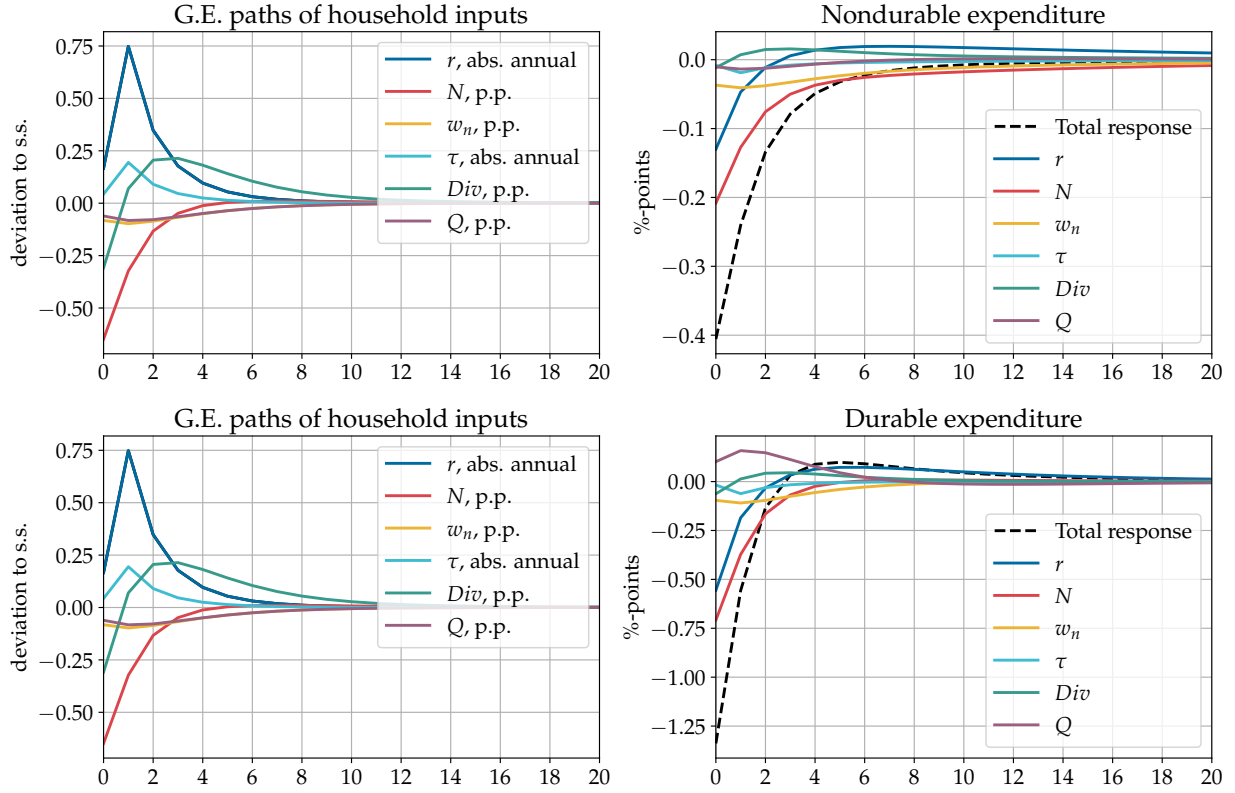 G.E. paths of household inputs
deviation to s.s.
0.75
0.50
0.25
0.00
−0.25
−0.50
0 2 4 6 8 10 12 14 16 18 20
r, abs. annual
N, p.p.
wₙ, p.p.
τ, abs. annual
Div, p.p.
Q, p.p.
Nondurable expenditure
%-points
0.0
−0.1
−0.2
−0.3
−0.4
0 2 4 6 8 10 12 14 16 18 20
Total response
r
N
wₙ
τ
Div
Q
G.E. paths of household inputs
deviation to s.s.
0.75
0.50
0.25
0.00
−0.25
−0.50
0 2 4 6 8 10 12 14 16 18 20
r, abs. annual
N, p.p.
wₙ, p.p.
τ, abs. annual
Div, p.p.
Q, p.p.
Durable expenditure
%-points
0.00
−0.25
−0.50
−0.75
−1.00
−1.25
0 2 4 6 8 10 12 14 16 18 20
Total response
r
N
wₙ
τ
Div
Q